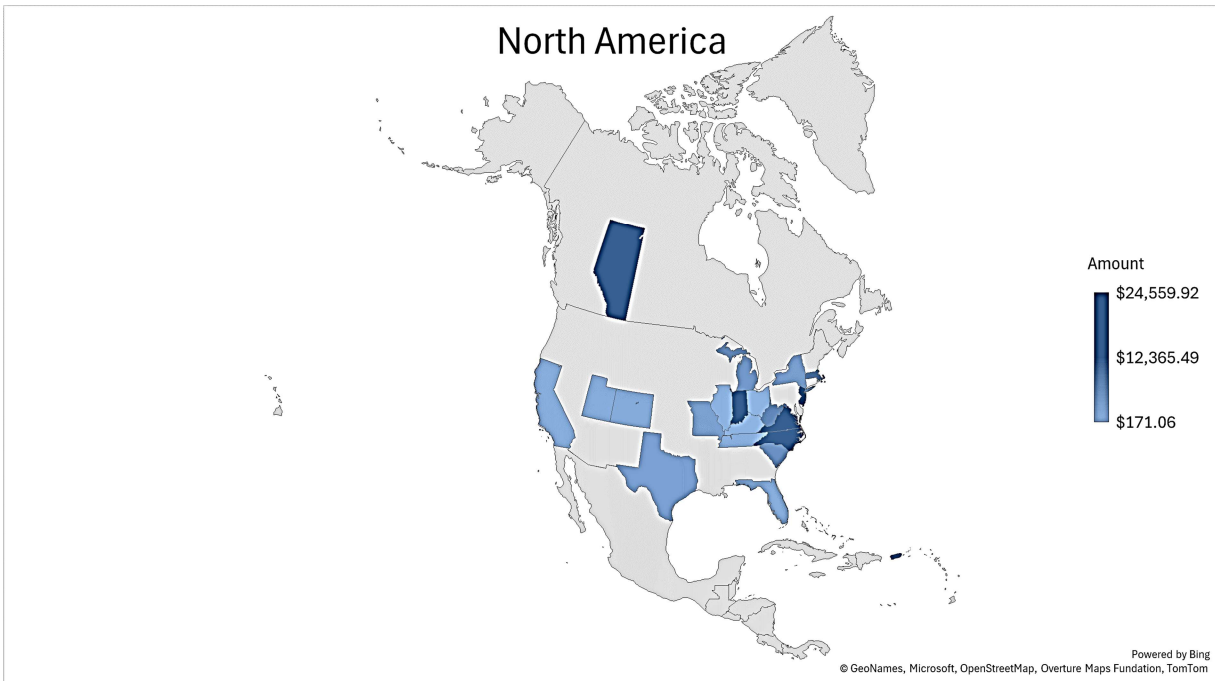 North America
Amount
$24,559.92
$12,365.49
$171.06
Powered by Bing
© GeoNames, Microsoft, OpenStreetMap, Overture Maps Fundation, TomTom